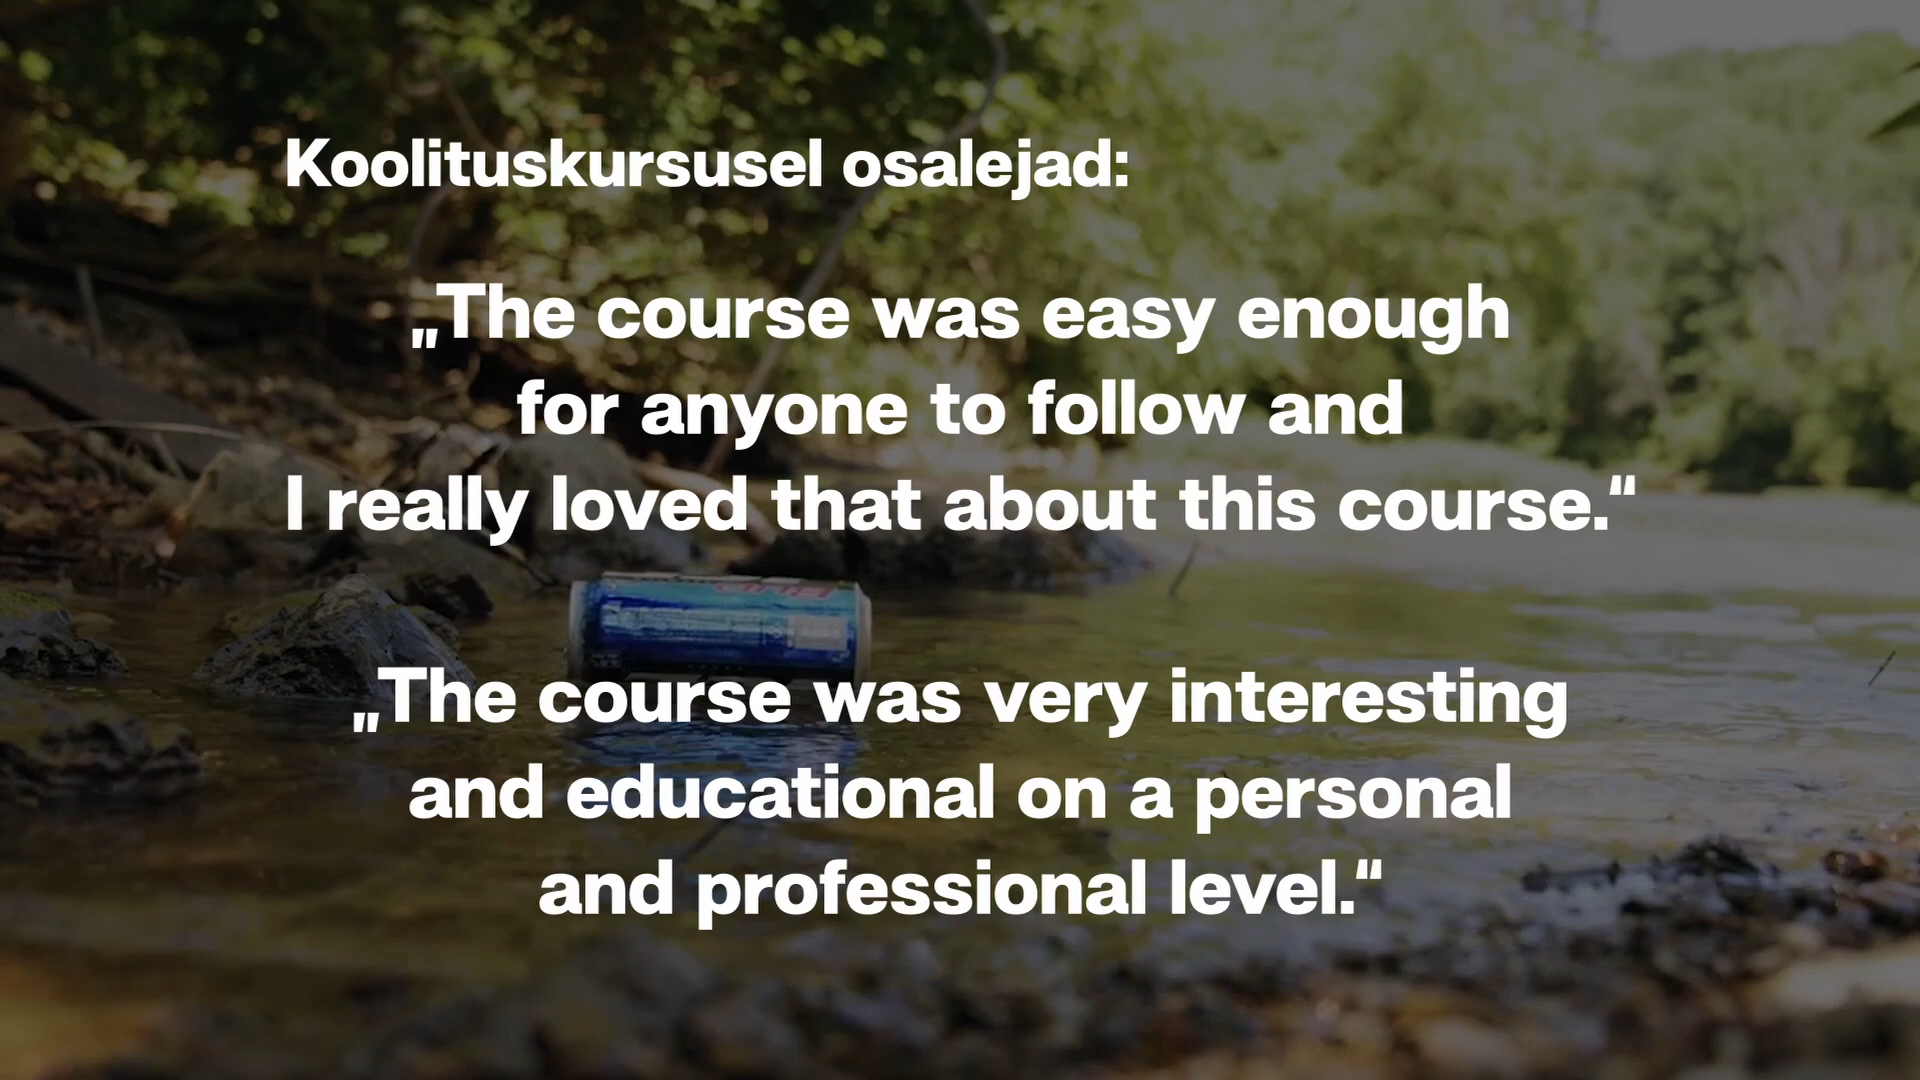 Koolituskursusel osalejad:
„The course was easy enough
for anyone to follow and
I really loved that about this course.“
„The course was very interesting
and educational on a personal
and professional level.“